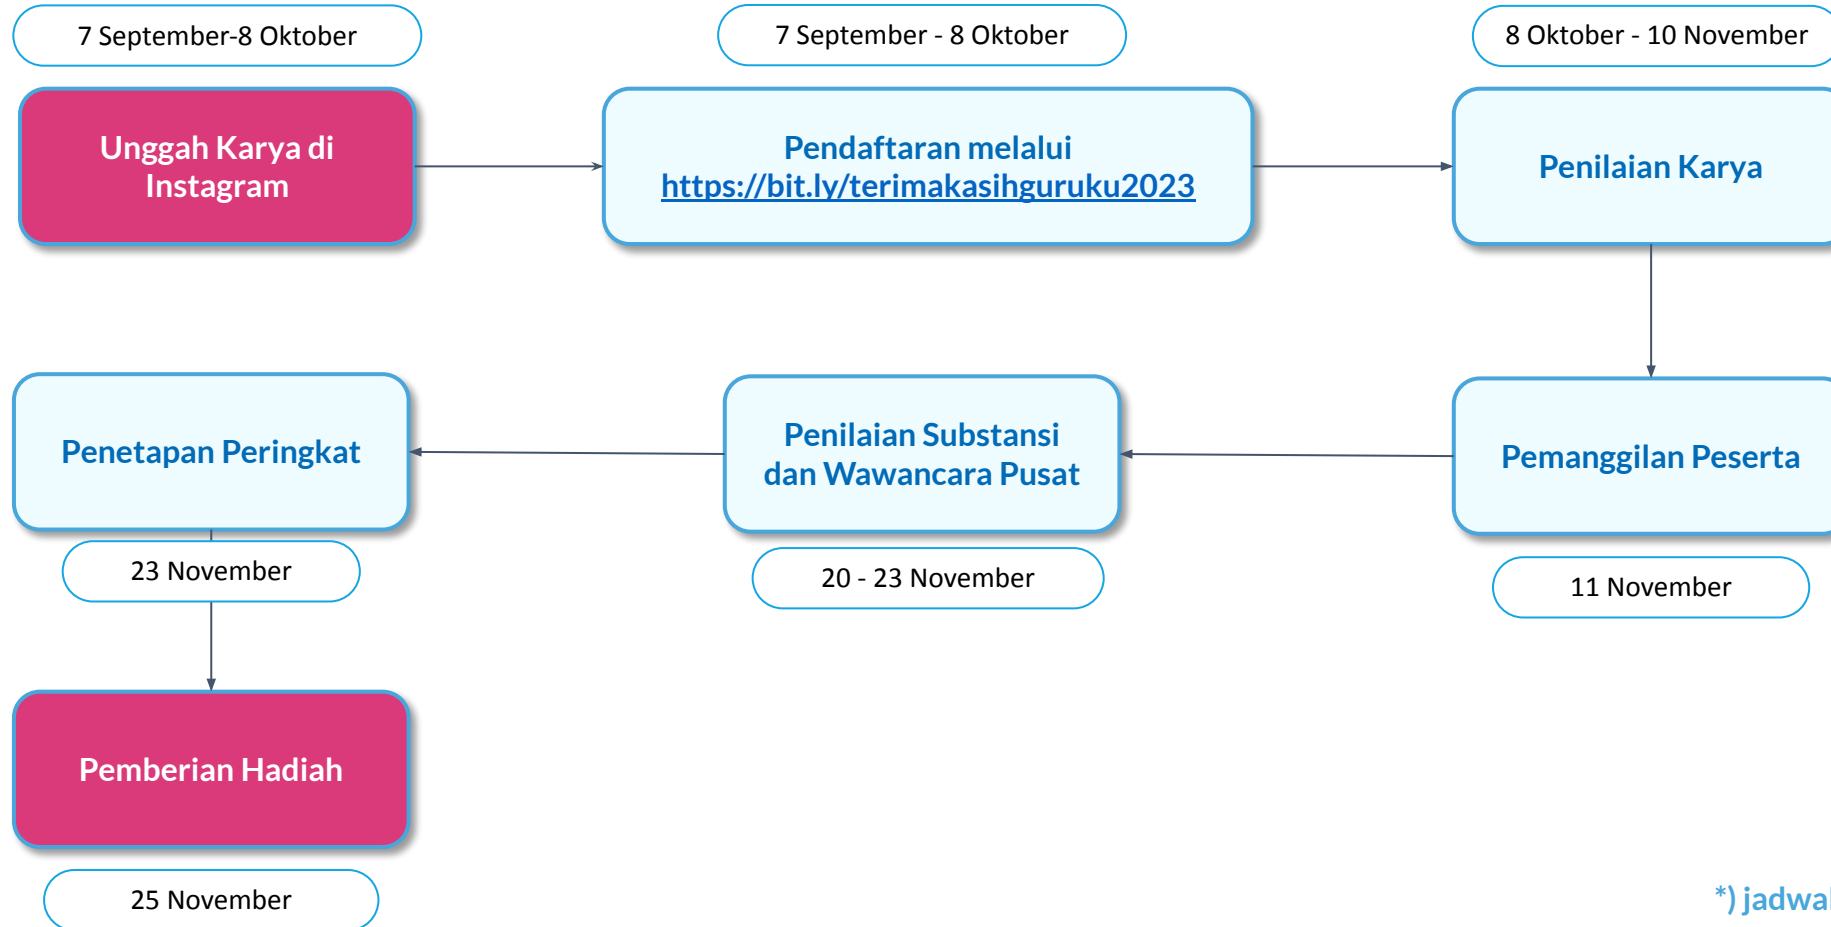 7 September-8 Oktober
Unggah Karya di
Instagram
7 September - 8 Oktober
Pendaftaran melalui
https://bit.ly/terimakasihguruku2023
8 Oktober - 10 November
Penilaian Karya
Pemanggilan Peserta
11 November
Penilaian Substansi
dan Wawancara Pusat
20 - 23 November
Penetapan Peringkat
23 November
Pemberian Hadiah
25 November
*) jadwal